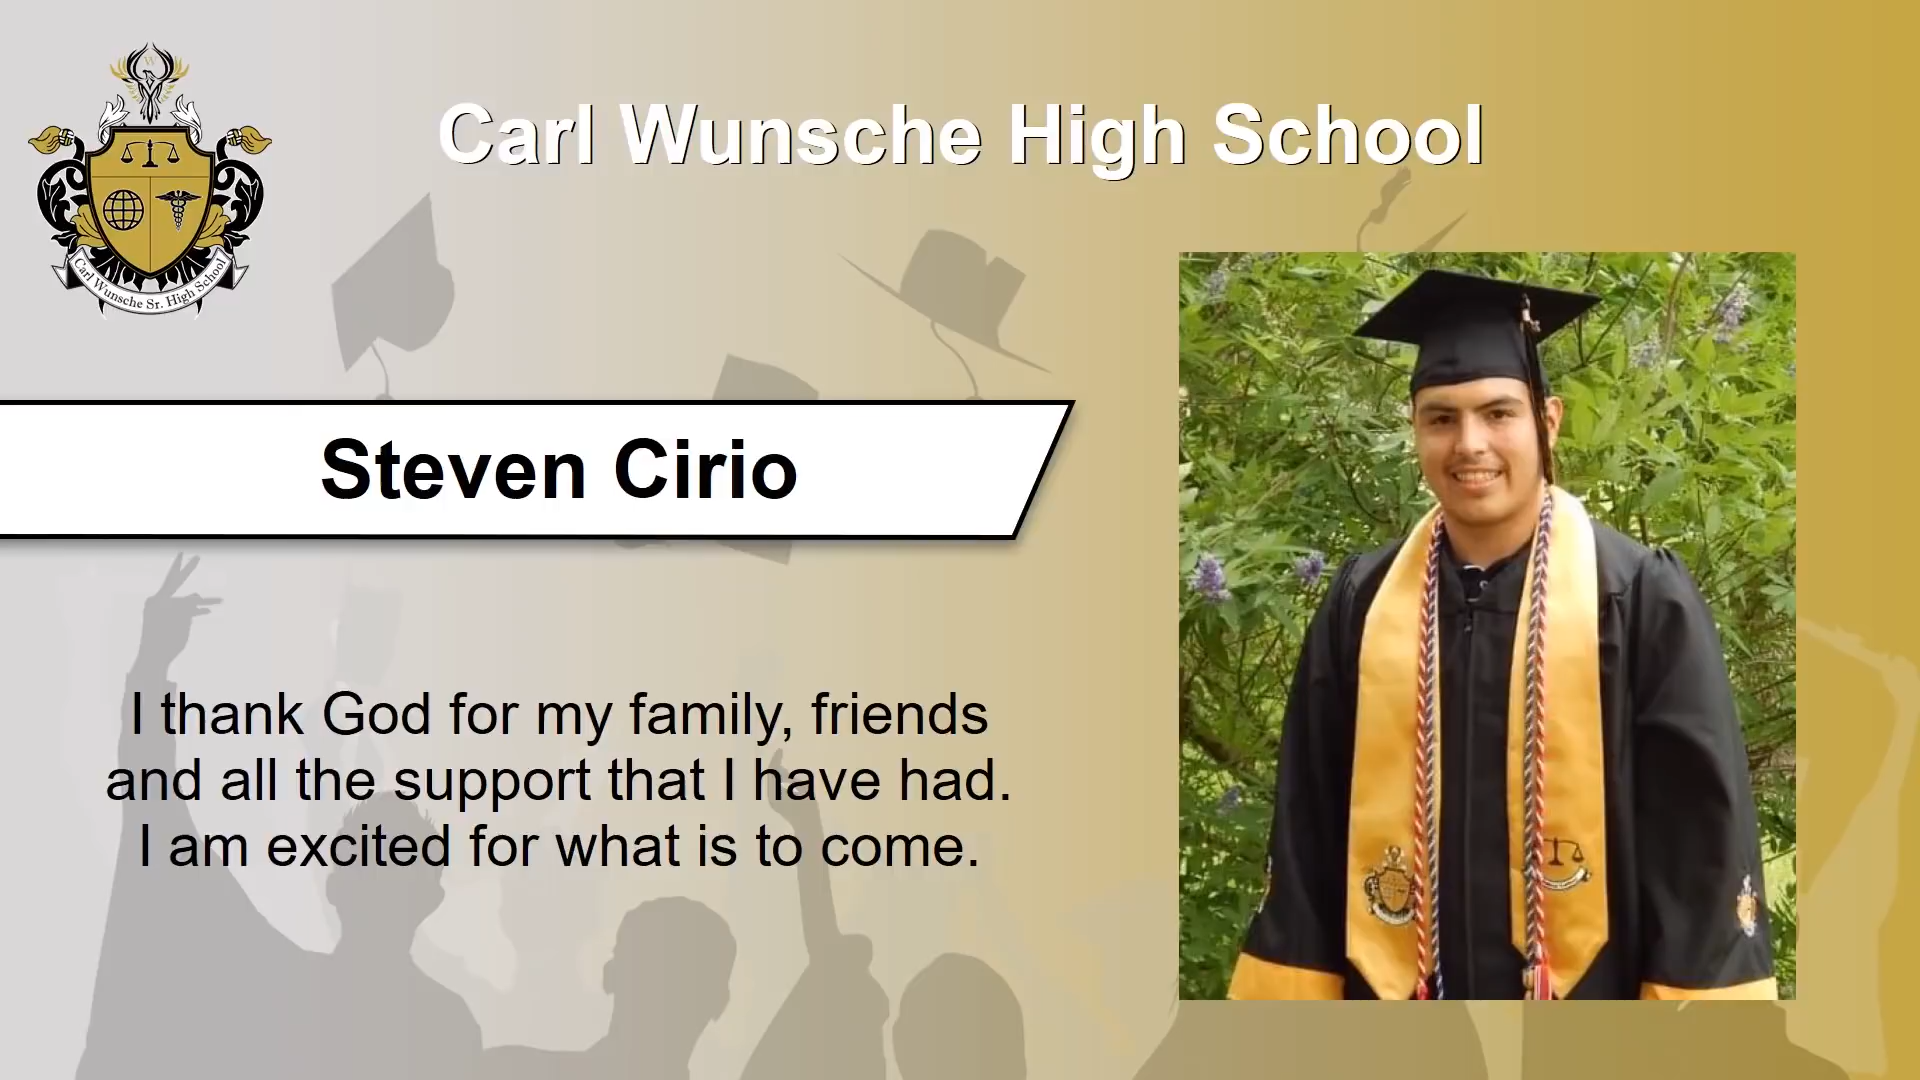 W
Carl Wunsche High School
Carl Wunsche Sr. High School
Steven Cirio
I thank God for my family, friends
and all the support that I have had.
I am excited for what is to come.